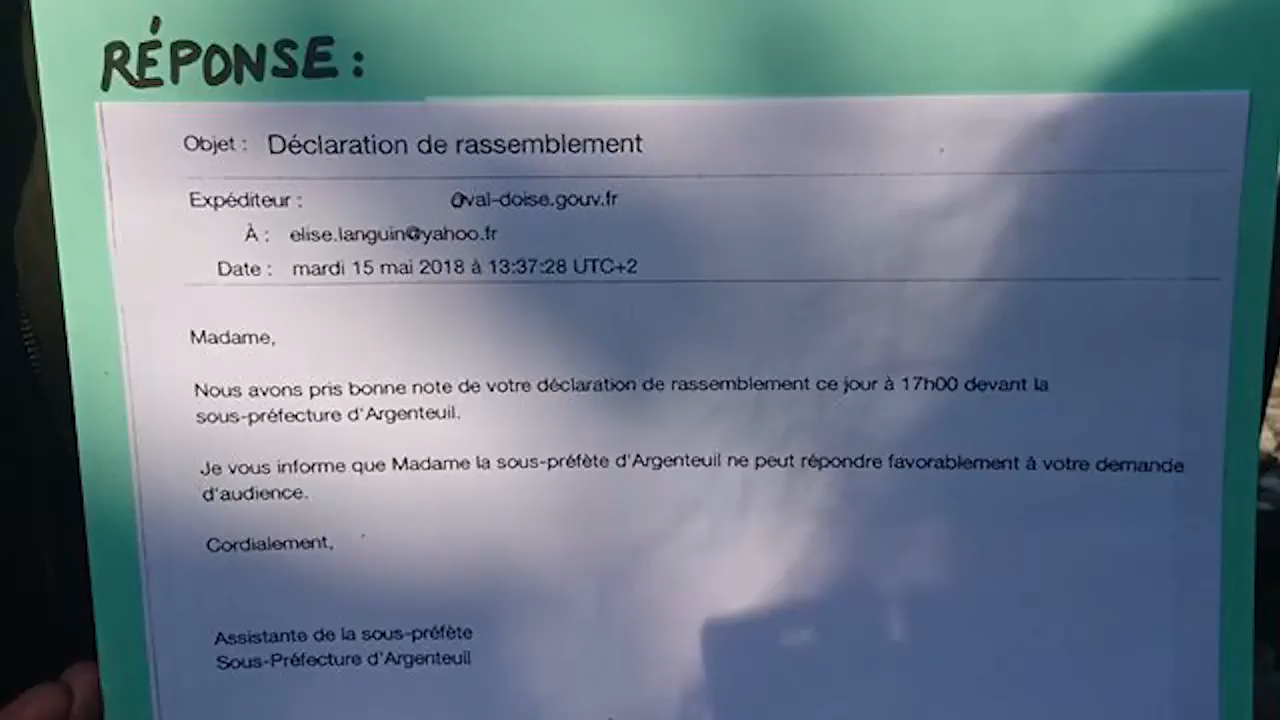 RÉPONSE :
Objet : Déclaration de rassemblement
Expéditeur : @val-doise.gouv.fr
À : elise.languin@yahoo.fr
Date : mardi 15 mai 2018 à 13:37:28 UTC+2
Madame,
Nous avons pris bonne note de votre déclaration de rassemblement ce jour à 17h00 devant la
sous-préfecture d'Argenteuil.
Je vous informe que Madame la sous-préfète d'Argenteuil ne peut répondre favorablement à votre demande
d'audience.
Cordialement,
Assistante de la sous-préfète
Sous-Préfecture d'Argenteuil